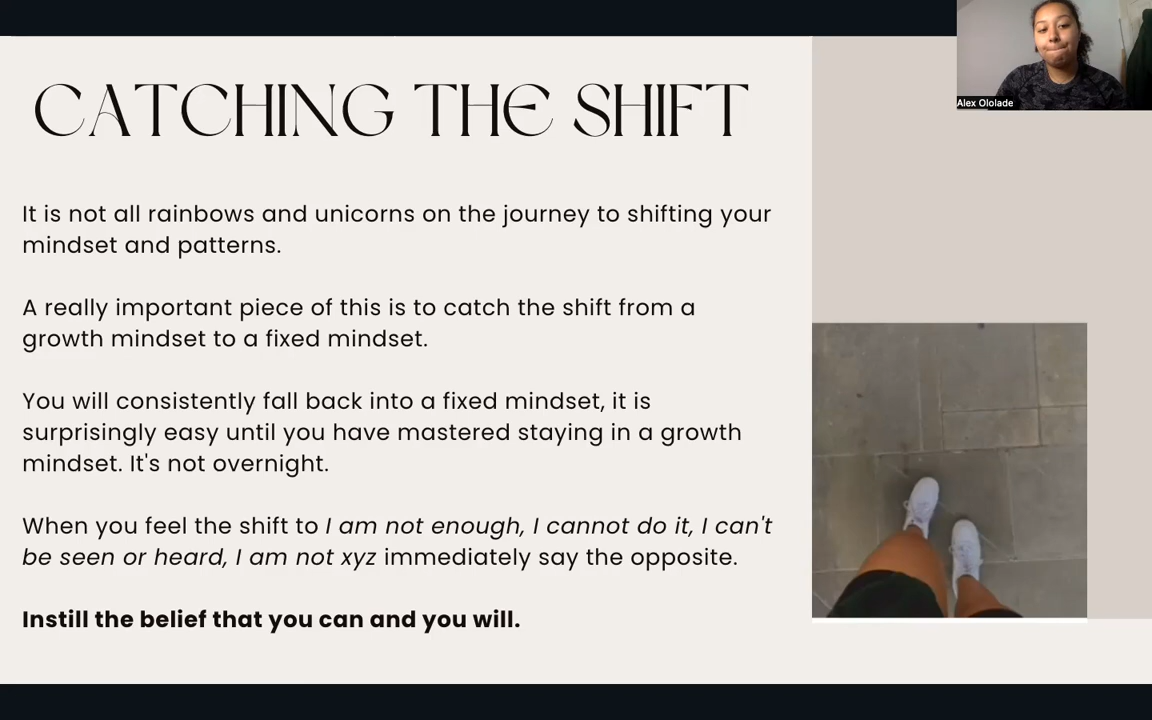 CATCHING THE SHIFT
Alex Ololade
It is not all rainbows and unicorns on the journey to shifting your
mindset and patterns.
A really important piece of this is to catch the shift from a
growth mindset to a fixed mindset.
You will consistently fall back into a fixed mindset, it is
surprisingly easy until you have mastered staying in a growth
mindset. It's not overnight.
When you feel the shift to I am not enough, I cannot do it, I can't
be seen or heard, I am not xyz immediately say the opposite.
Instill the belief that you can and you will.